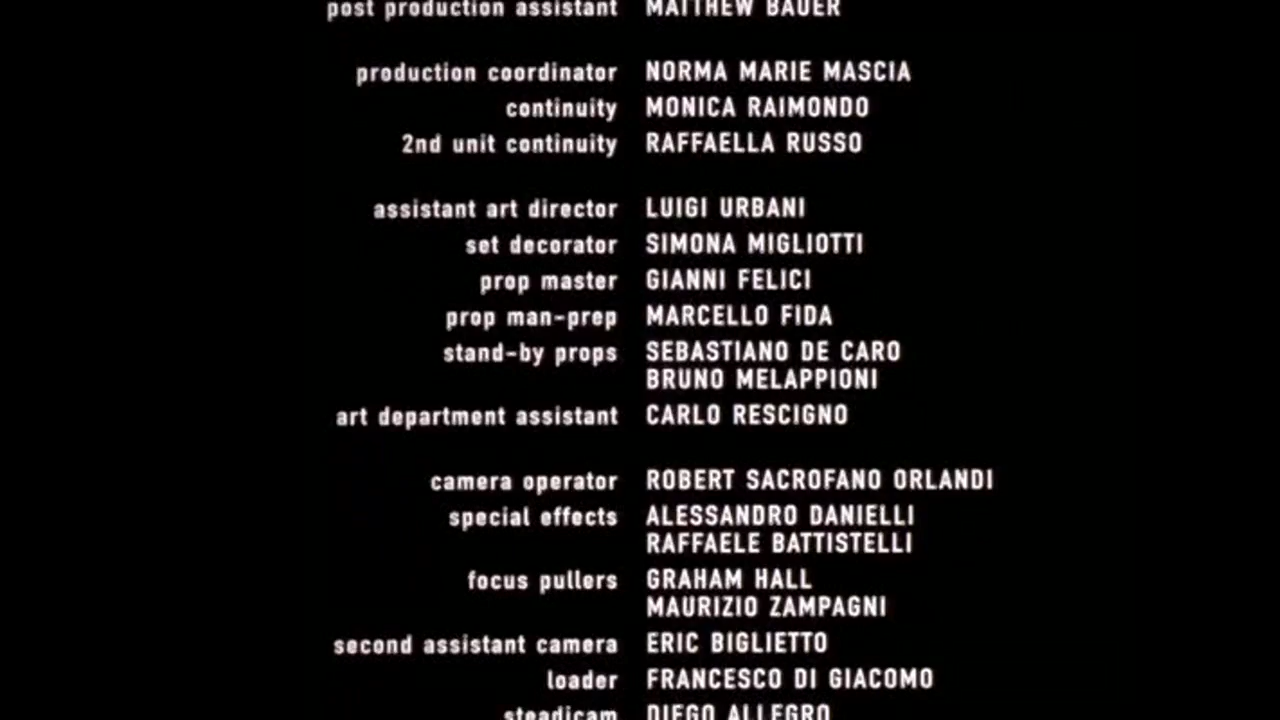 post production assistant MATTHEW BAUER
production coordinator NORMA MARIE MASCIA
continuity MONICA RAIMONDO
2nd unit continuity RAFFAELLA RUSSO
assistant art director LUIGI URBANI
set decorator SIMONA MIGLIOTTI
prop master GIANNI FELICI
prop man-prep MARCELLO FIDA
stand-by props SEBASTIANO DE CARO
BRUNO MELAPPIONI
art department assistant CARLO RESCIGNO
camera operator ROBERT SACROFANO ORLANDI
special effects ALESSANDRO DANIELLI
RAFFAELE BATTISTELLI
focus pullers GRAHAM HALL
MAURIZIO ZAMPAGNI
second assistant camera ERIC BIGLIETTO
loader FRANCESCO DI GIACOMO
steadicam DIEGO ALLEGRO